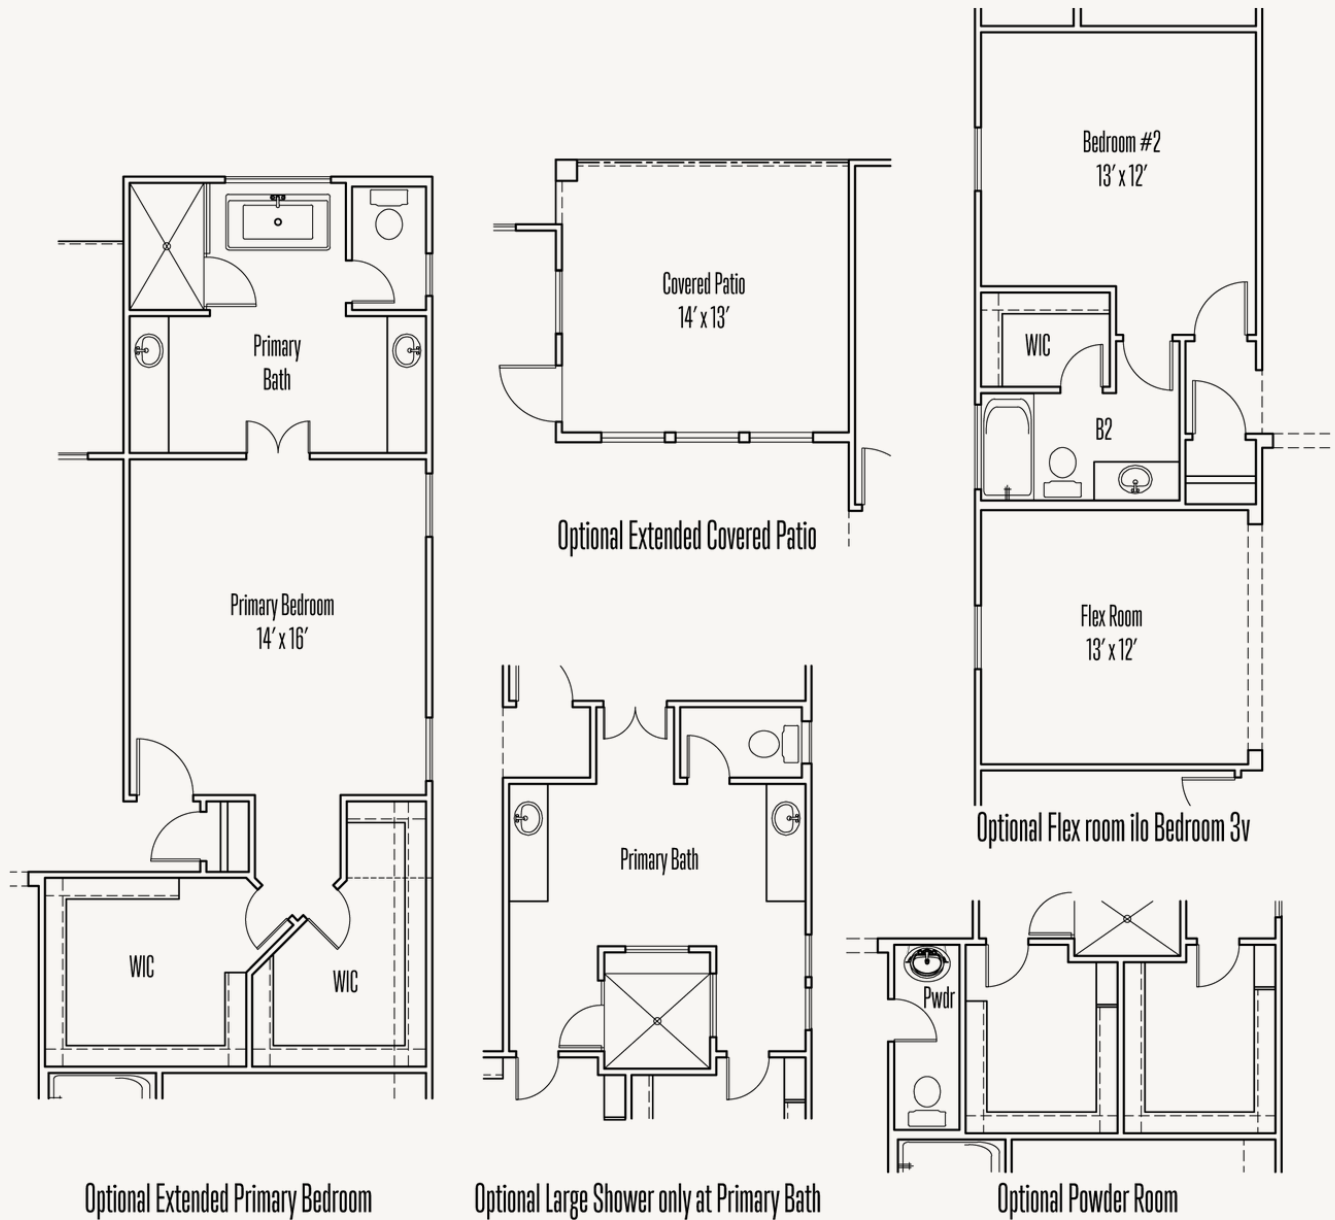 Primary
Bath
Primary Bedroom
14' x 16'
WIC
WIC
Optional Extended Primary Bedroom
Covered Patio
14' x 13'
Optional Extended Covered Patio
Primary Bath
Optional Large Shower only at Primary Bath
Bedroom #2
13' x 12'
WIC
B2
Flex Room
13' x 12'
Optional Flex room ilo Bedroom 3v
Pwdr
Optional Powder Room